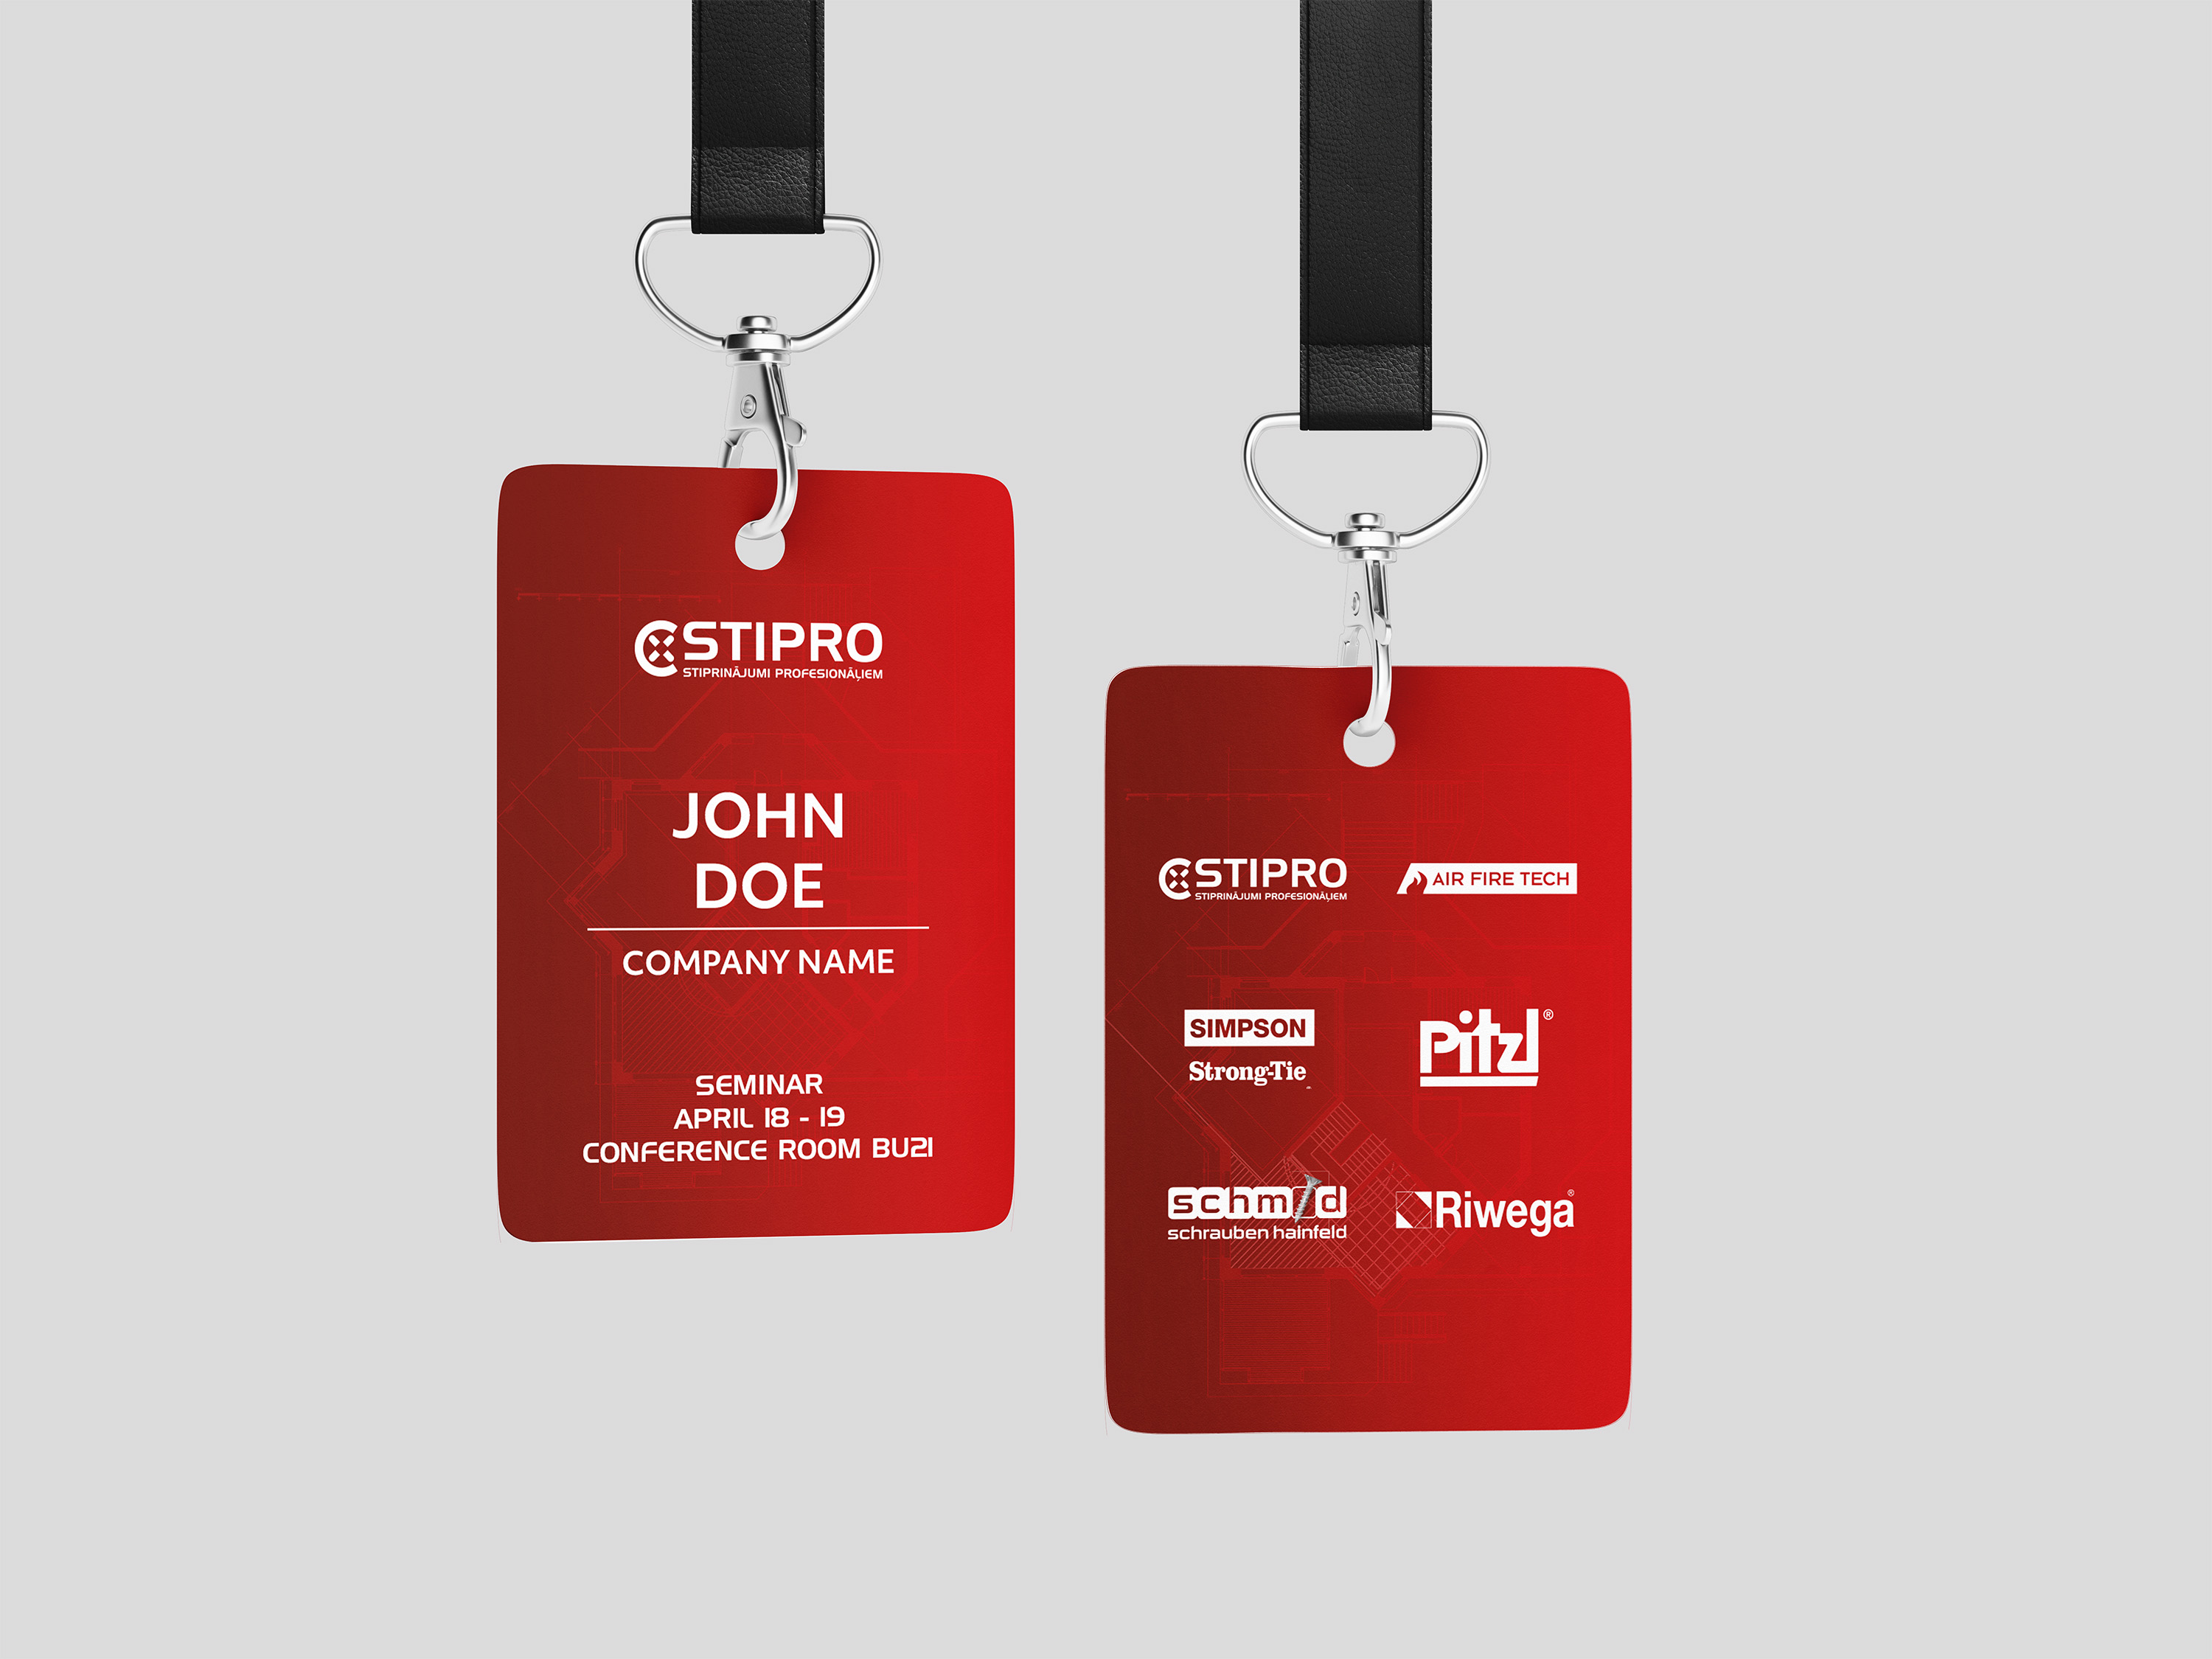 STIPRO
STIPRINĀJUMI PROFESIONĀĻIEM
JOHN
DOE
COMPANY NAME
SEMINAR
APRIL 18 - 19
CONFERENCE ROOM BU21
STIPRO
STIPRINĀJUMI PROFESIONĀĻIEM
AIR FIRE TECH
SIMPSON
Strong-Tie
Pitzl®
schmid
schrauben hainfeld
Riwega®